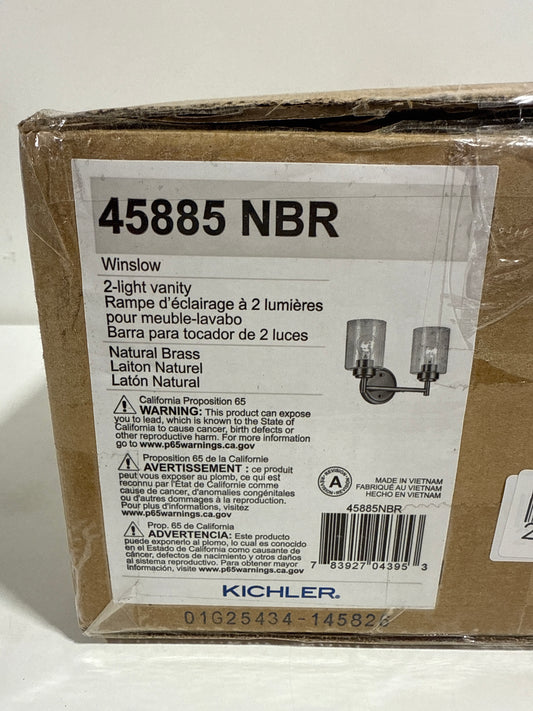 45885 NBR
Winslow
2-light vanity
Rampe d'éclairage à 2 lumières
pour meuble-lavabo
Barra para tocador de 2 luces
Natural Brass
Laiton Naturel
Latón Natural
California Proposition 65
WARNING: This product can expose
you to lead, which is known to the State of
California to cause cancer, birth defects or
other reproductive harm. For more information
go to www.p65warnings.ca.gov
Proposition 65 de la Californie
AVERTISSEMENT : ce produit
peut vous exposer au plomb, ce qui est
reconnu par l'État de Californie comme
cause de cancer, d'anomalies congénitales
ou d'autres troubles de la reproduction.
Pour plus d'informations, visitez
www.p65warnings.ca.gov
Prop. 65 de California
ADVERTENCIA: Este producto
puede exponerlo al plomo, lo cual es conocido
en el Estado de California como causante de
cáncer, defectos de nacimiento y otros daños
al sistema reproductivo. Para obtener mayor
información, visite www.p65warnings.ca.gov
REVISION
A
REVISION
MADE IN VIETNAM
FABRIQUÉ AU VIETNAM
HECHO EN VIETNAM
45885NBR
7 83927 04395 3
KICHLER®
01G25434-145826